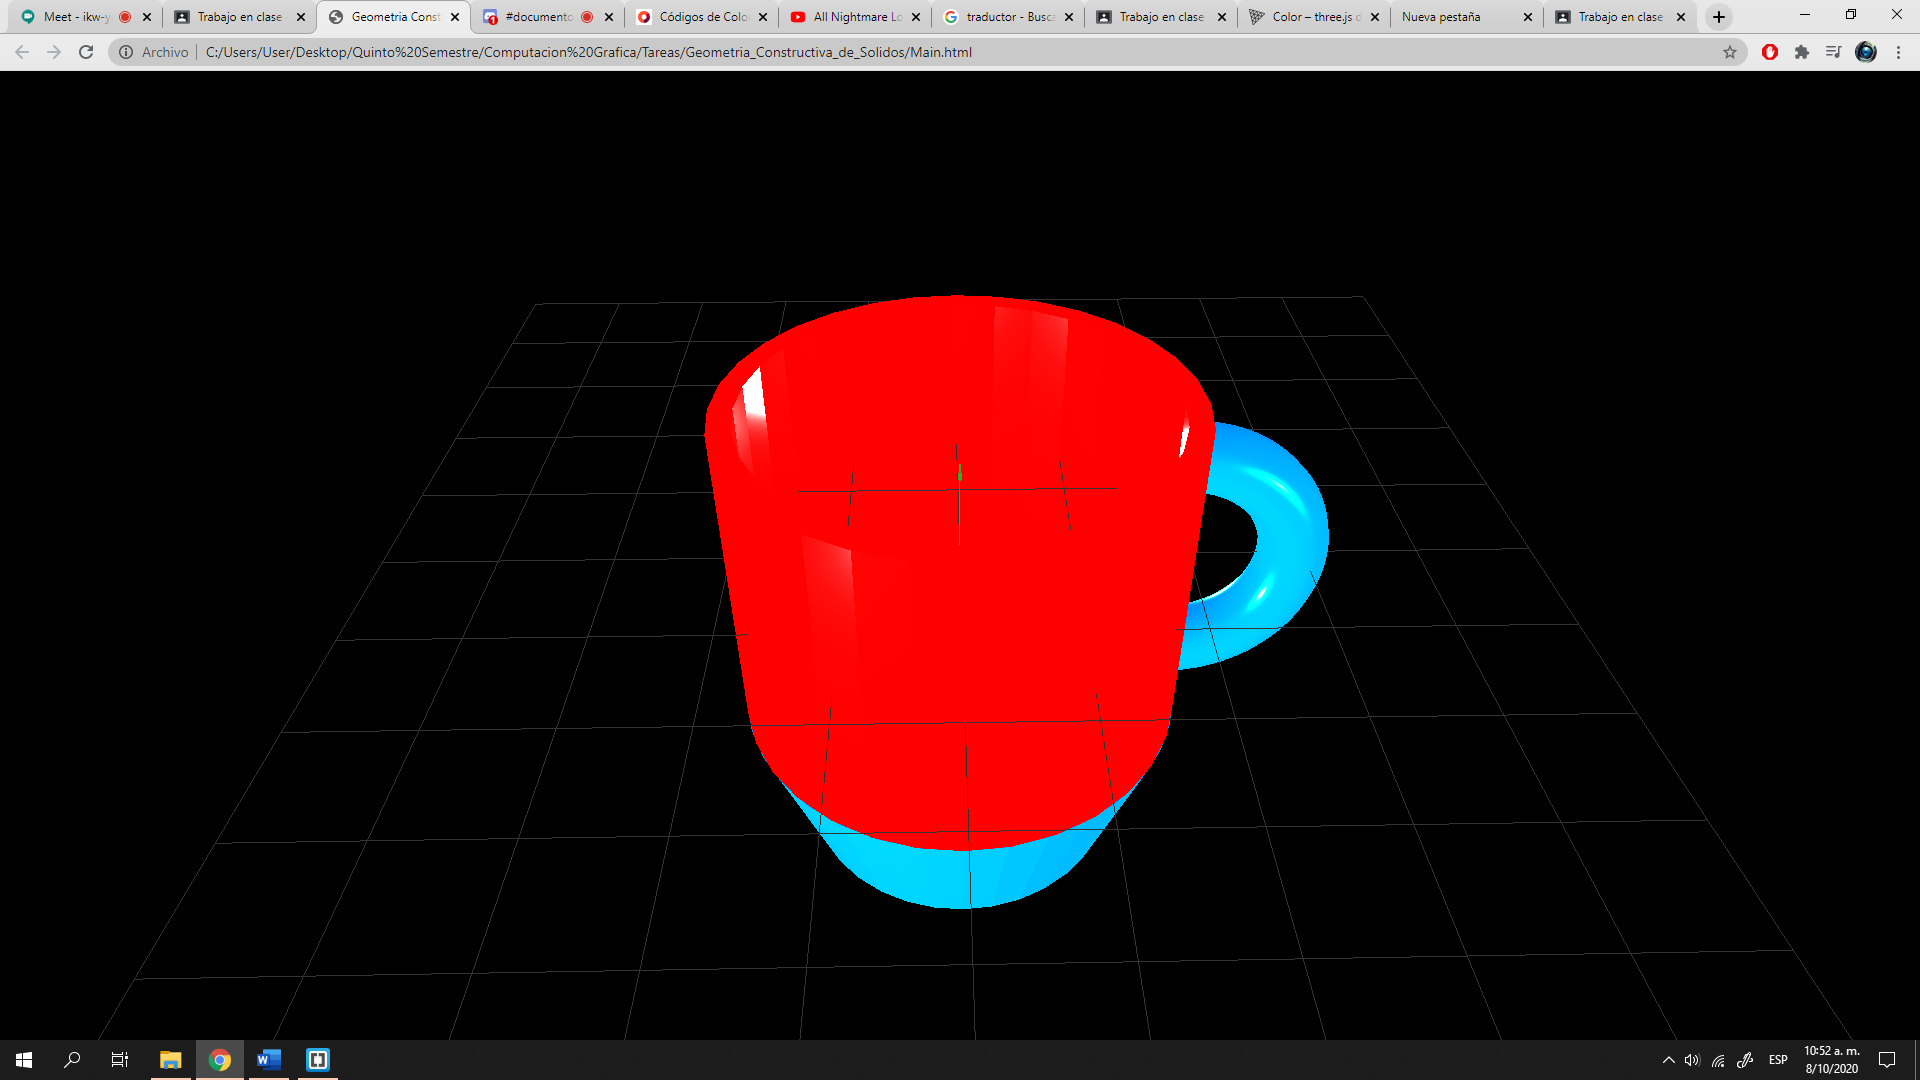 Meet - ikw-y
Trabajo en clase
Geometria Const
#documento
Códigos de Colo
All Nightmare Lo
traductor - Busca
Trabajo en clase
Color – three.js d
Nueva pestaña
Trabajo en clase
Archivo
C:/Users/User/Desktop/Quinto%20Semestre/Computacion%20Grafica/Tareas/Geometria_Constructiva_de_Solidos/Main.html
ESP
10:52 a. m.
8/10/2020